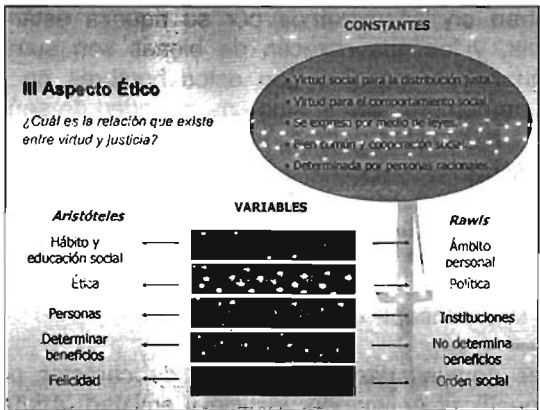 CONSTANTES
III Aspecto Ético
¿Cuál es la relación que existe
entre virtud y justicia?
• Virtud social para la distribución justa.
• Virtud para el comportamiento social.
• Se expresa por medio de leyes.
• Bien común y cooperación social.
• Determinada por personas racionales.
VARIABLES
Aristóteles
Rawls
Hábito y
educación social
Ámbito
personal
Ética
Política
Personas
Instituciones
Determinar
beneficios
No determina
beneficios
Felicidad
Orden social